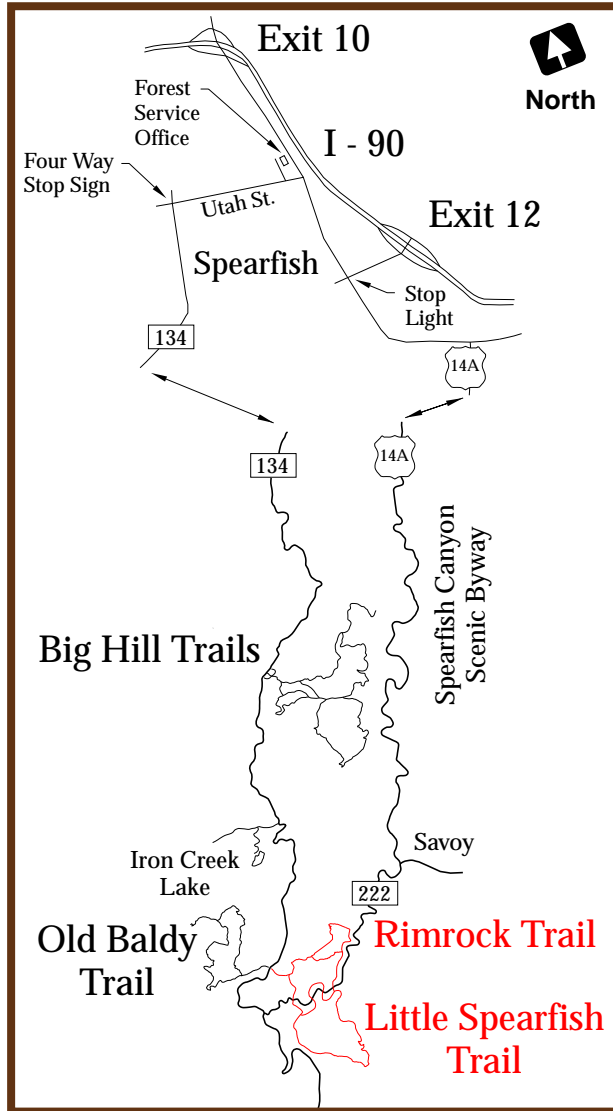 Exit 10
North
Forest
Service
Office
I - 90
Four Way
Stop Sign
Utah St.
Exit 12
Spearfish
Stop
Light
134
14A
134
14A
Spearfish Canyon
Scenic Byway
Big Hill Trails
Savoy
Iron Creek
Lake
222
Old Baldy
Trail
Rimrock Trail
Little Spearfish
Trail